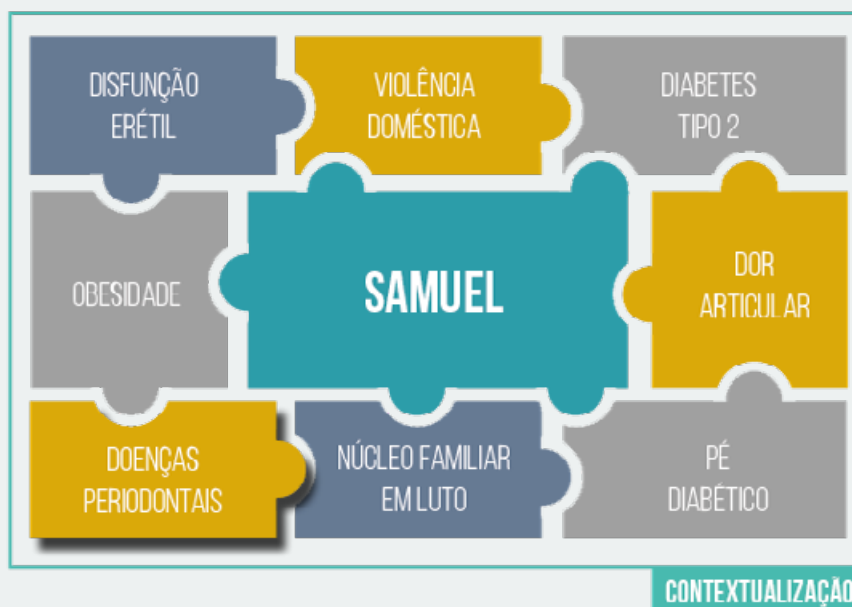 DISFUNÇÃO
ERÉTIL
VIOLÊNCIA
DOMÉSTICA
DIABETES
TIPO 2
OBESIDADE
SAMUEL
DOR
ARTICULAR
DOENÇAS
PERIODONTAIS
NÚCLEO FAMILIAR
EM LUTO
PÉ
DIABÉTICO
CONTEXTUALIZAÇÃO